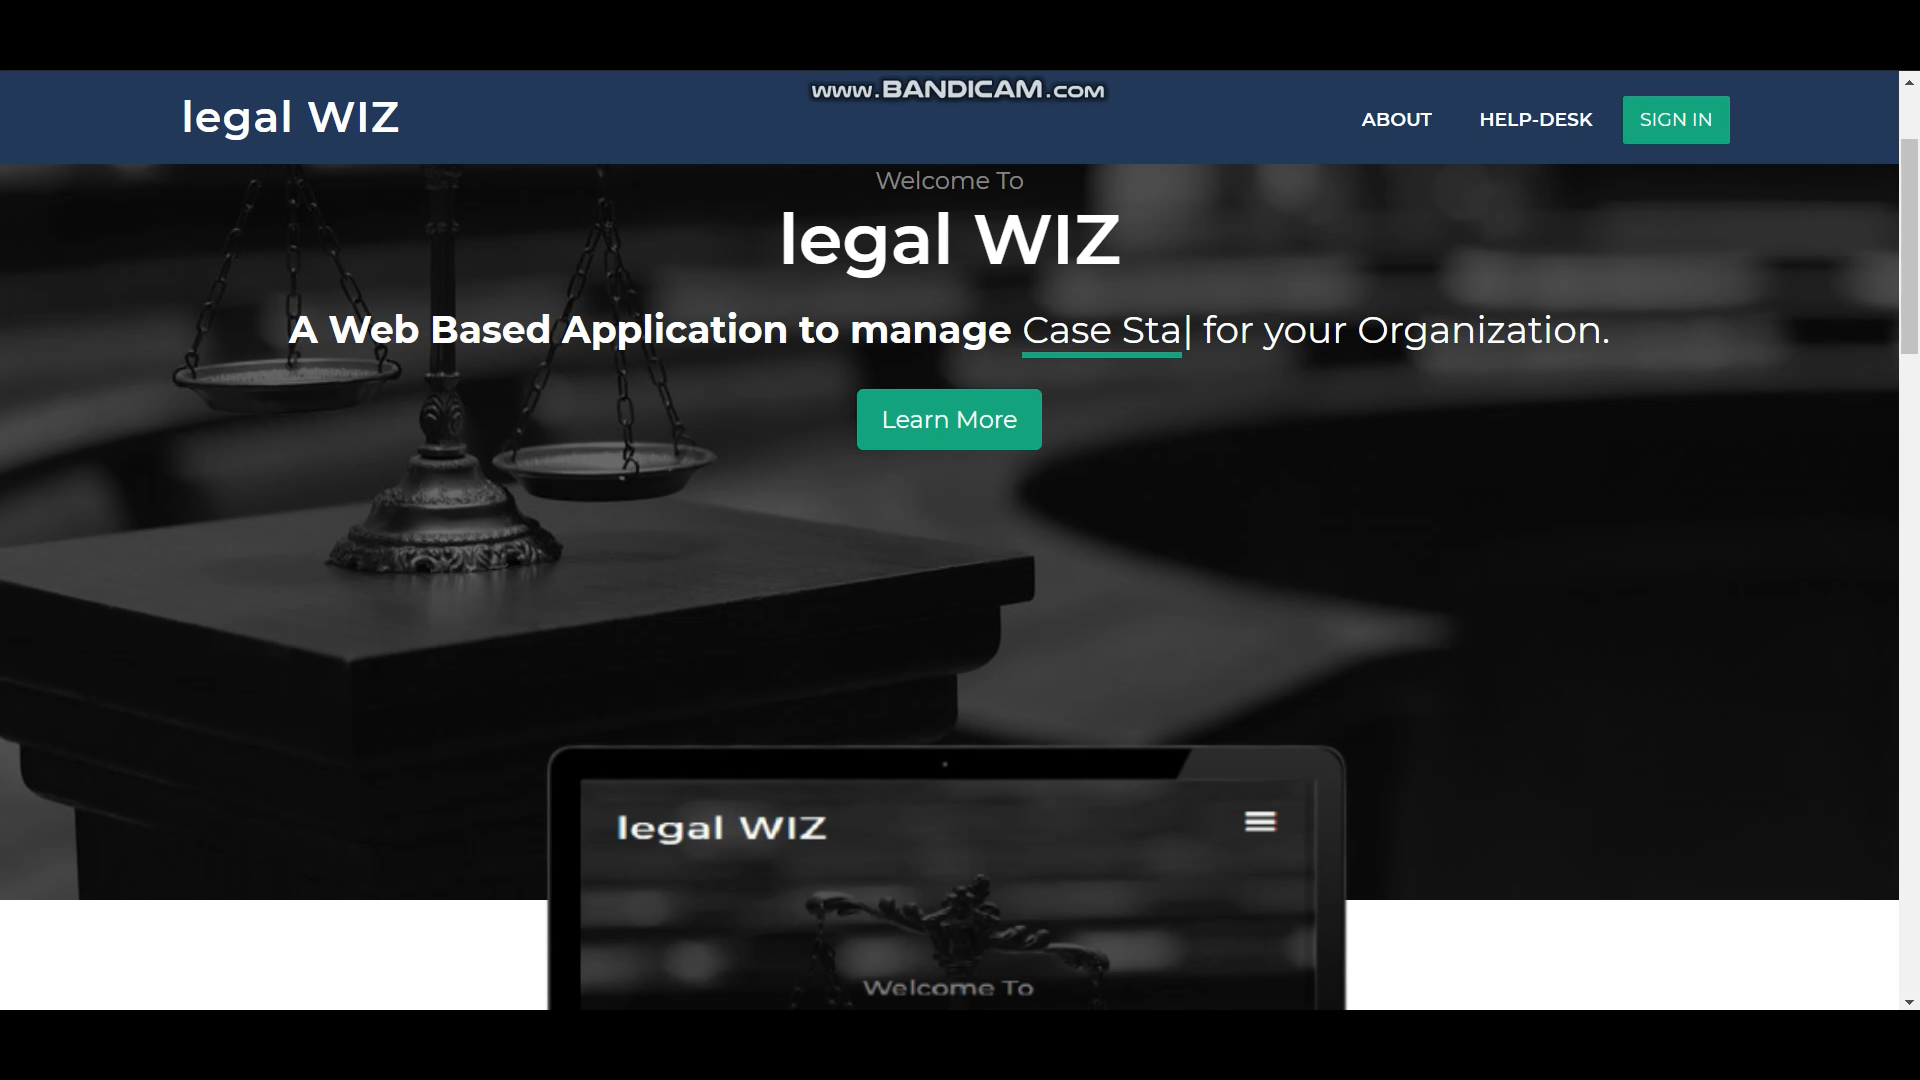 www.BANDICAM.com
legal WIZ
ABOUT
HELP-DESK
SIGN IN
Welcome To
legal WIZ
A Web Based Application to manage Case Sta| for your Organization.
Learn More
legal WIZ
Welcome To